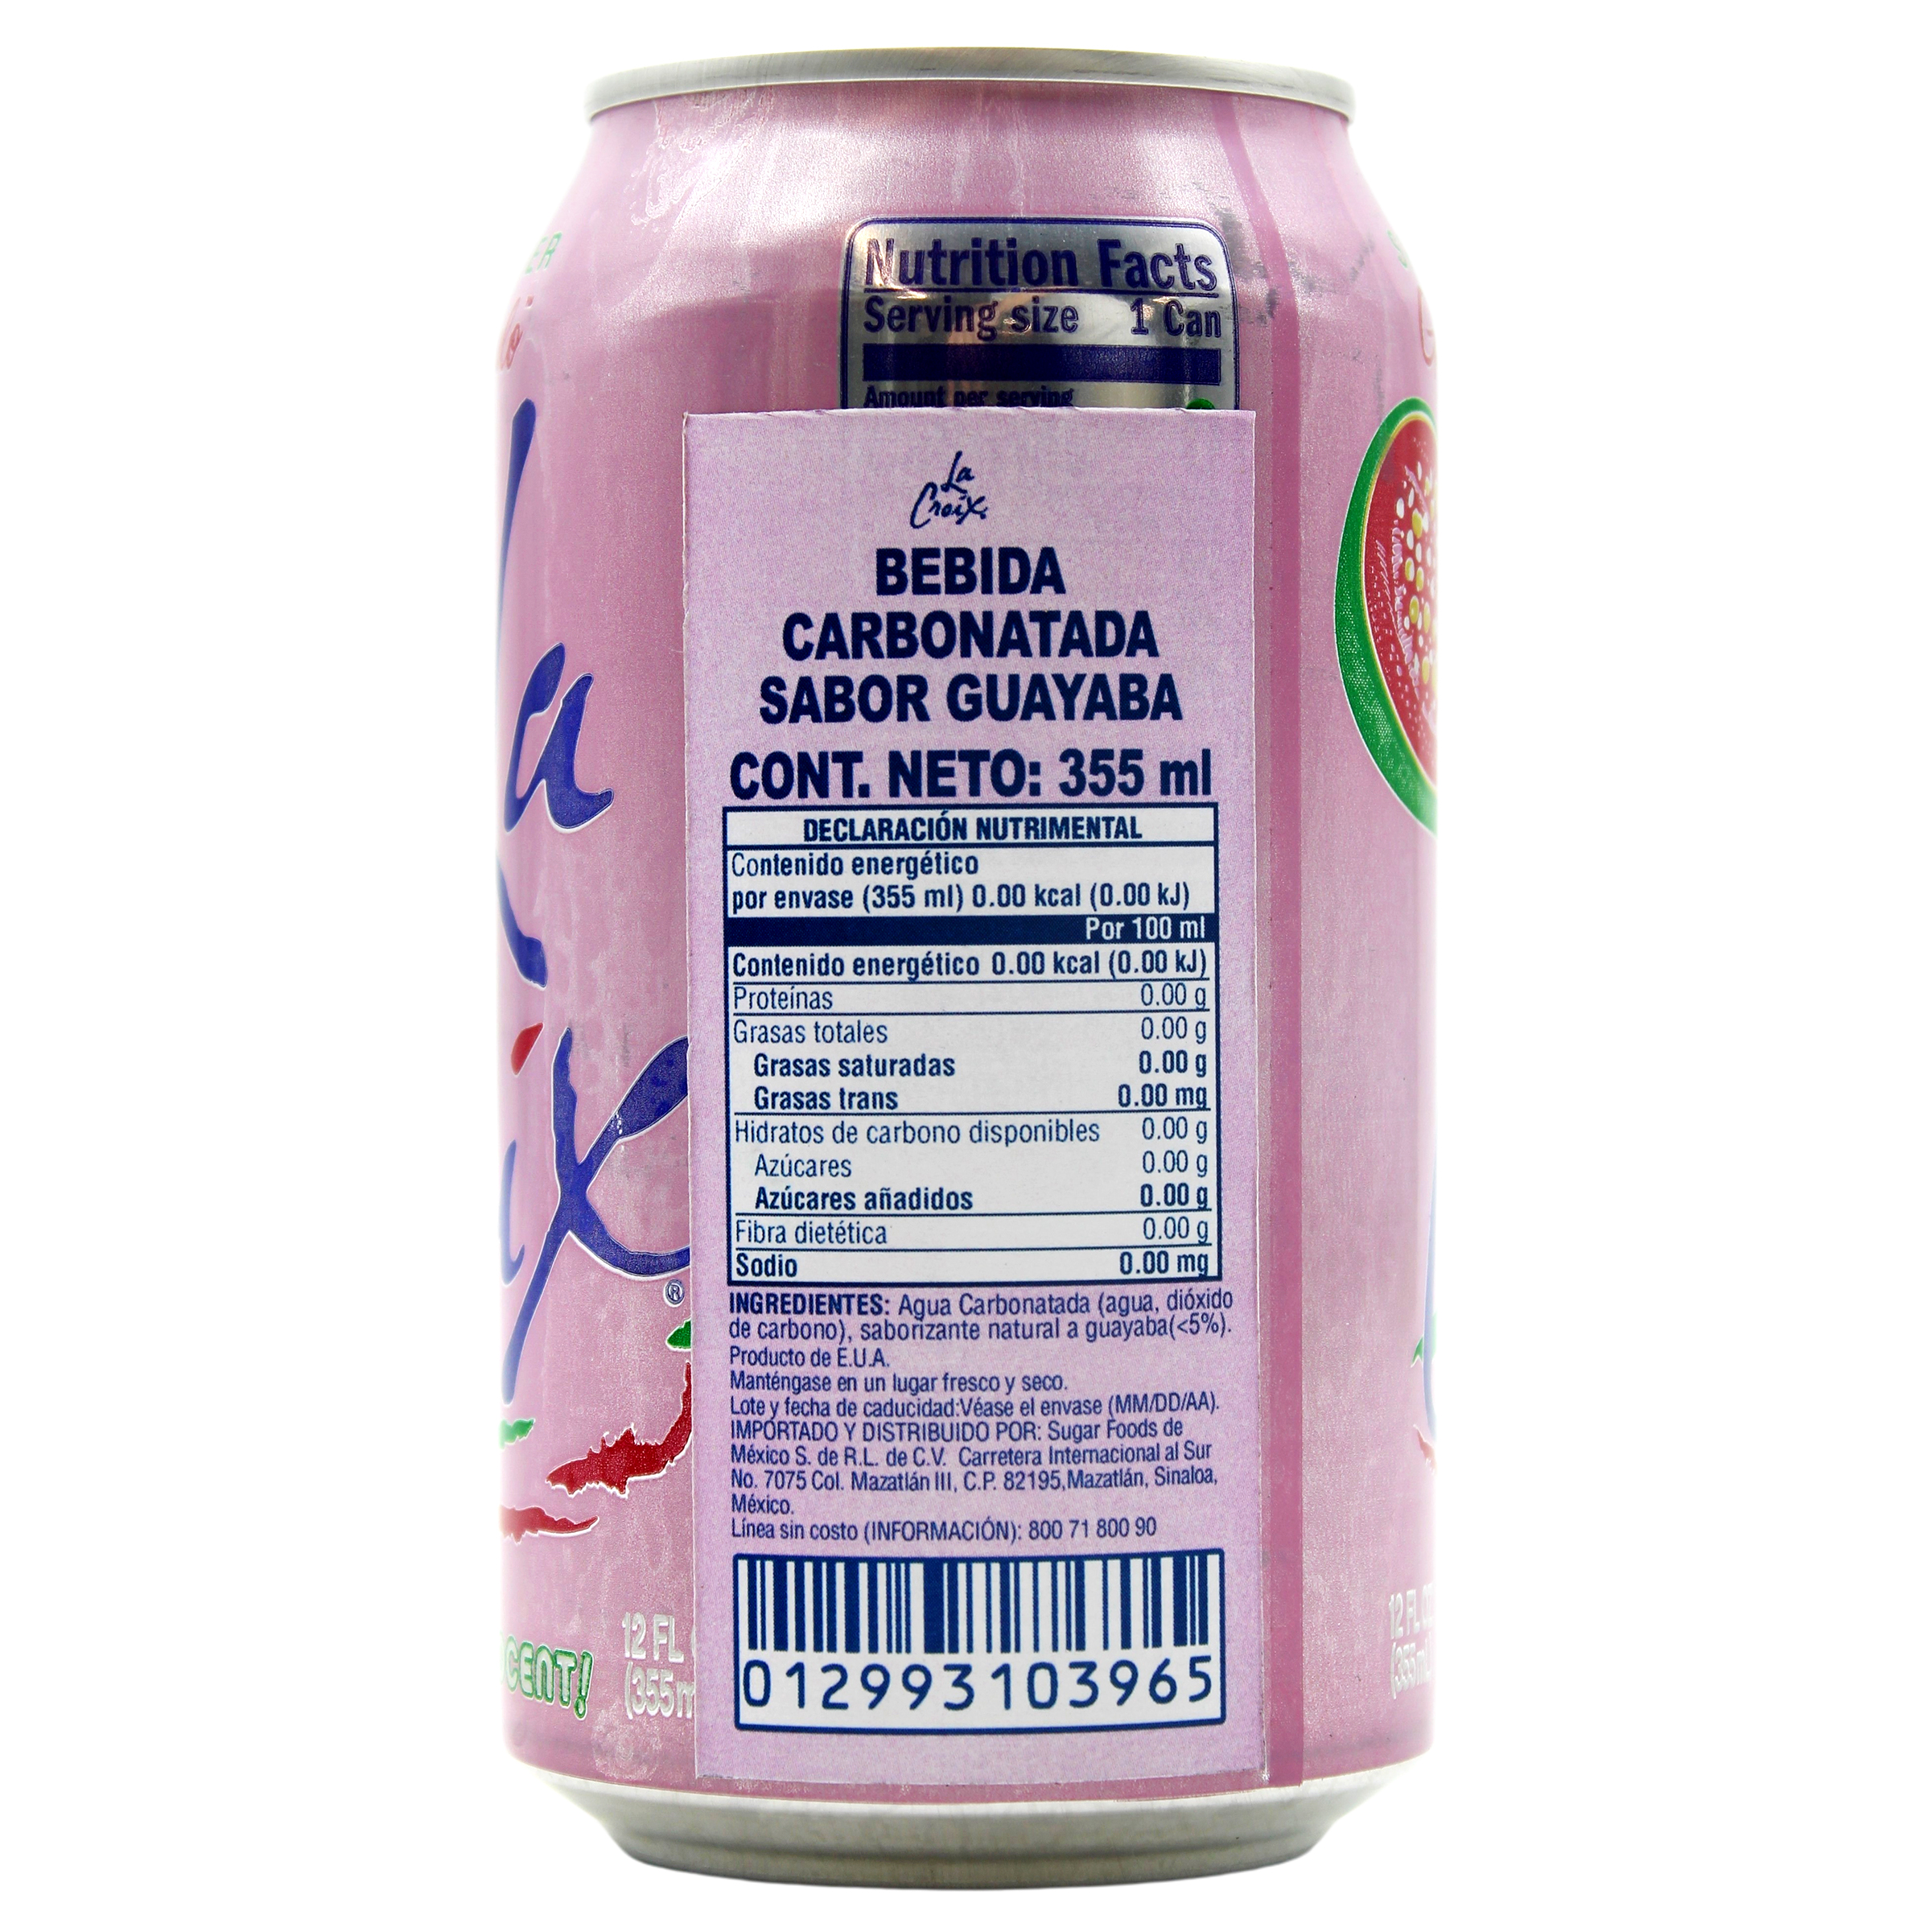 Nutrition Facts
Serving size 1 Can
Amount per serving
La
Croix
BEBIDA
CARBONATADA
SABOR GUAYABA
CONT. NETO: 355 ml
DECLARACIÓN NUTRIMENTAL
Contenido energético
por envase (355 ml) 0.00 kcal (0.00 kJ)
Por 100 ml
Contenido energético 0.00 kcal (0.00 kJ)
Proteínas 0.00 g
Grasas totales 0.00 g
Grasas saturadas 0.00 g
Grasas trans 0.00 mg
Hidratos de carbono disponibles 0.00 g
Azúcares 0.00 g
Azúcares añadidos 0.00 g
Fibra dietética 0.00 g
Sodio 0.00 mg
INGREDIENTES: Agua Carbonatada (agua, dióxido
de carbono), saborizante natural a guayaba(<5%).
Producto de E.U.A.
Manténgase en un lugar fresco y seco.
Lote y fecha de caducidad:Véase el envase (MM/DD/AA).
IMPORTADO Y DISTRIBUIDO POR: Sugar Foods de
México S. de R.L. de C.V. Carretera Internacional al Sur
No. 7075 Col. Mazatlán III, C.P. 82195,Mazatlán, Sinaloa,
México.
Línea sin costo (INFORMACIÓN): 800 71 800 90
012993103965
CENT!
12 FL
(355m
12 FL
(355m